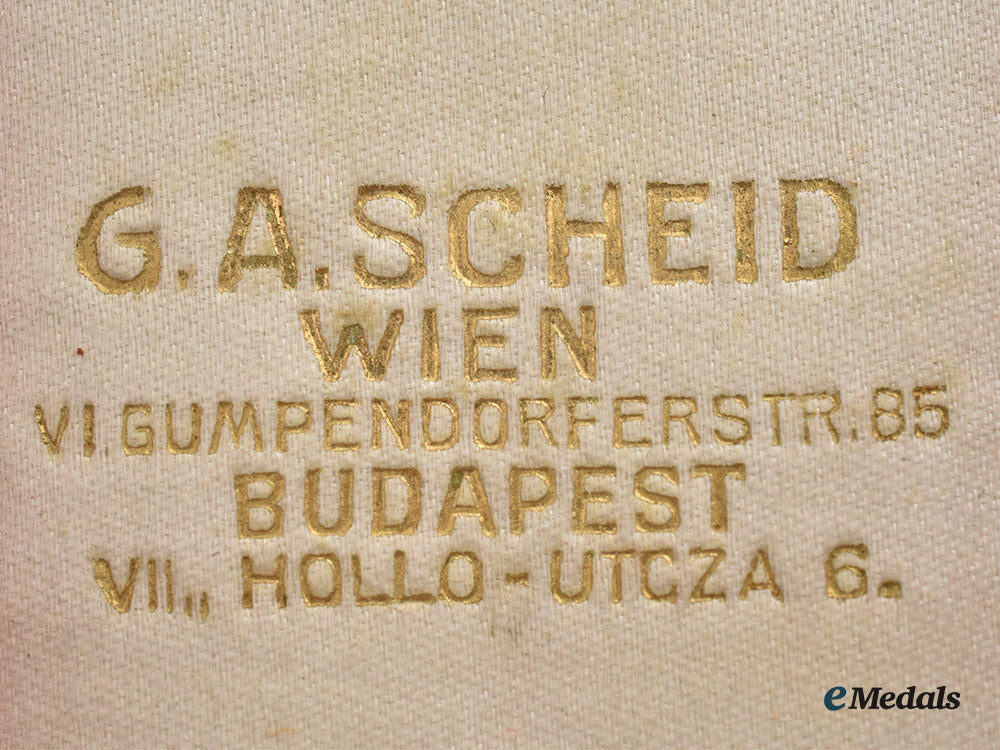 G. A. SCHEID
WIEN
VI. GUMPENDORFERSTR. 85
BUDAPEST
VII,, HOLLO - UTCZA 6.
eMedals